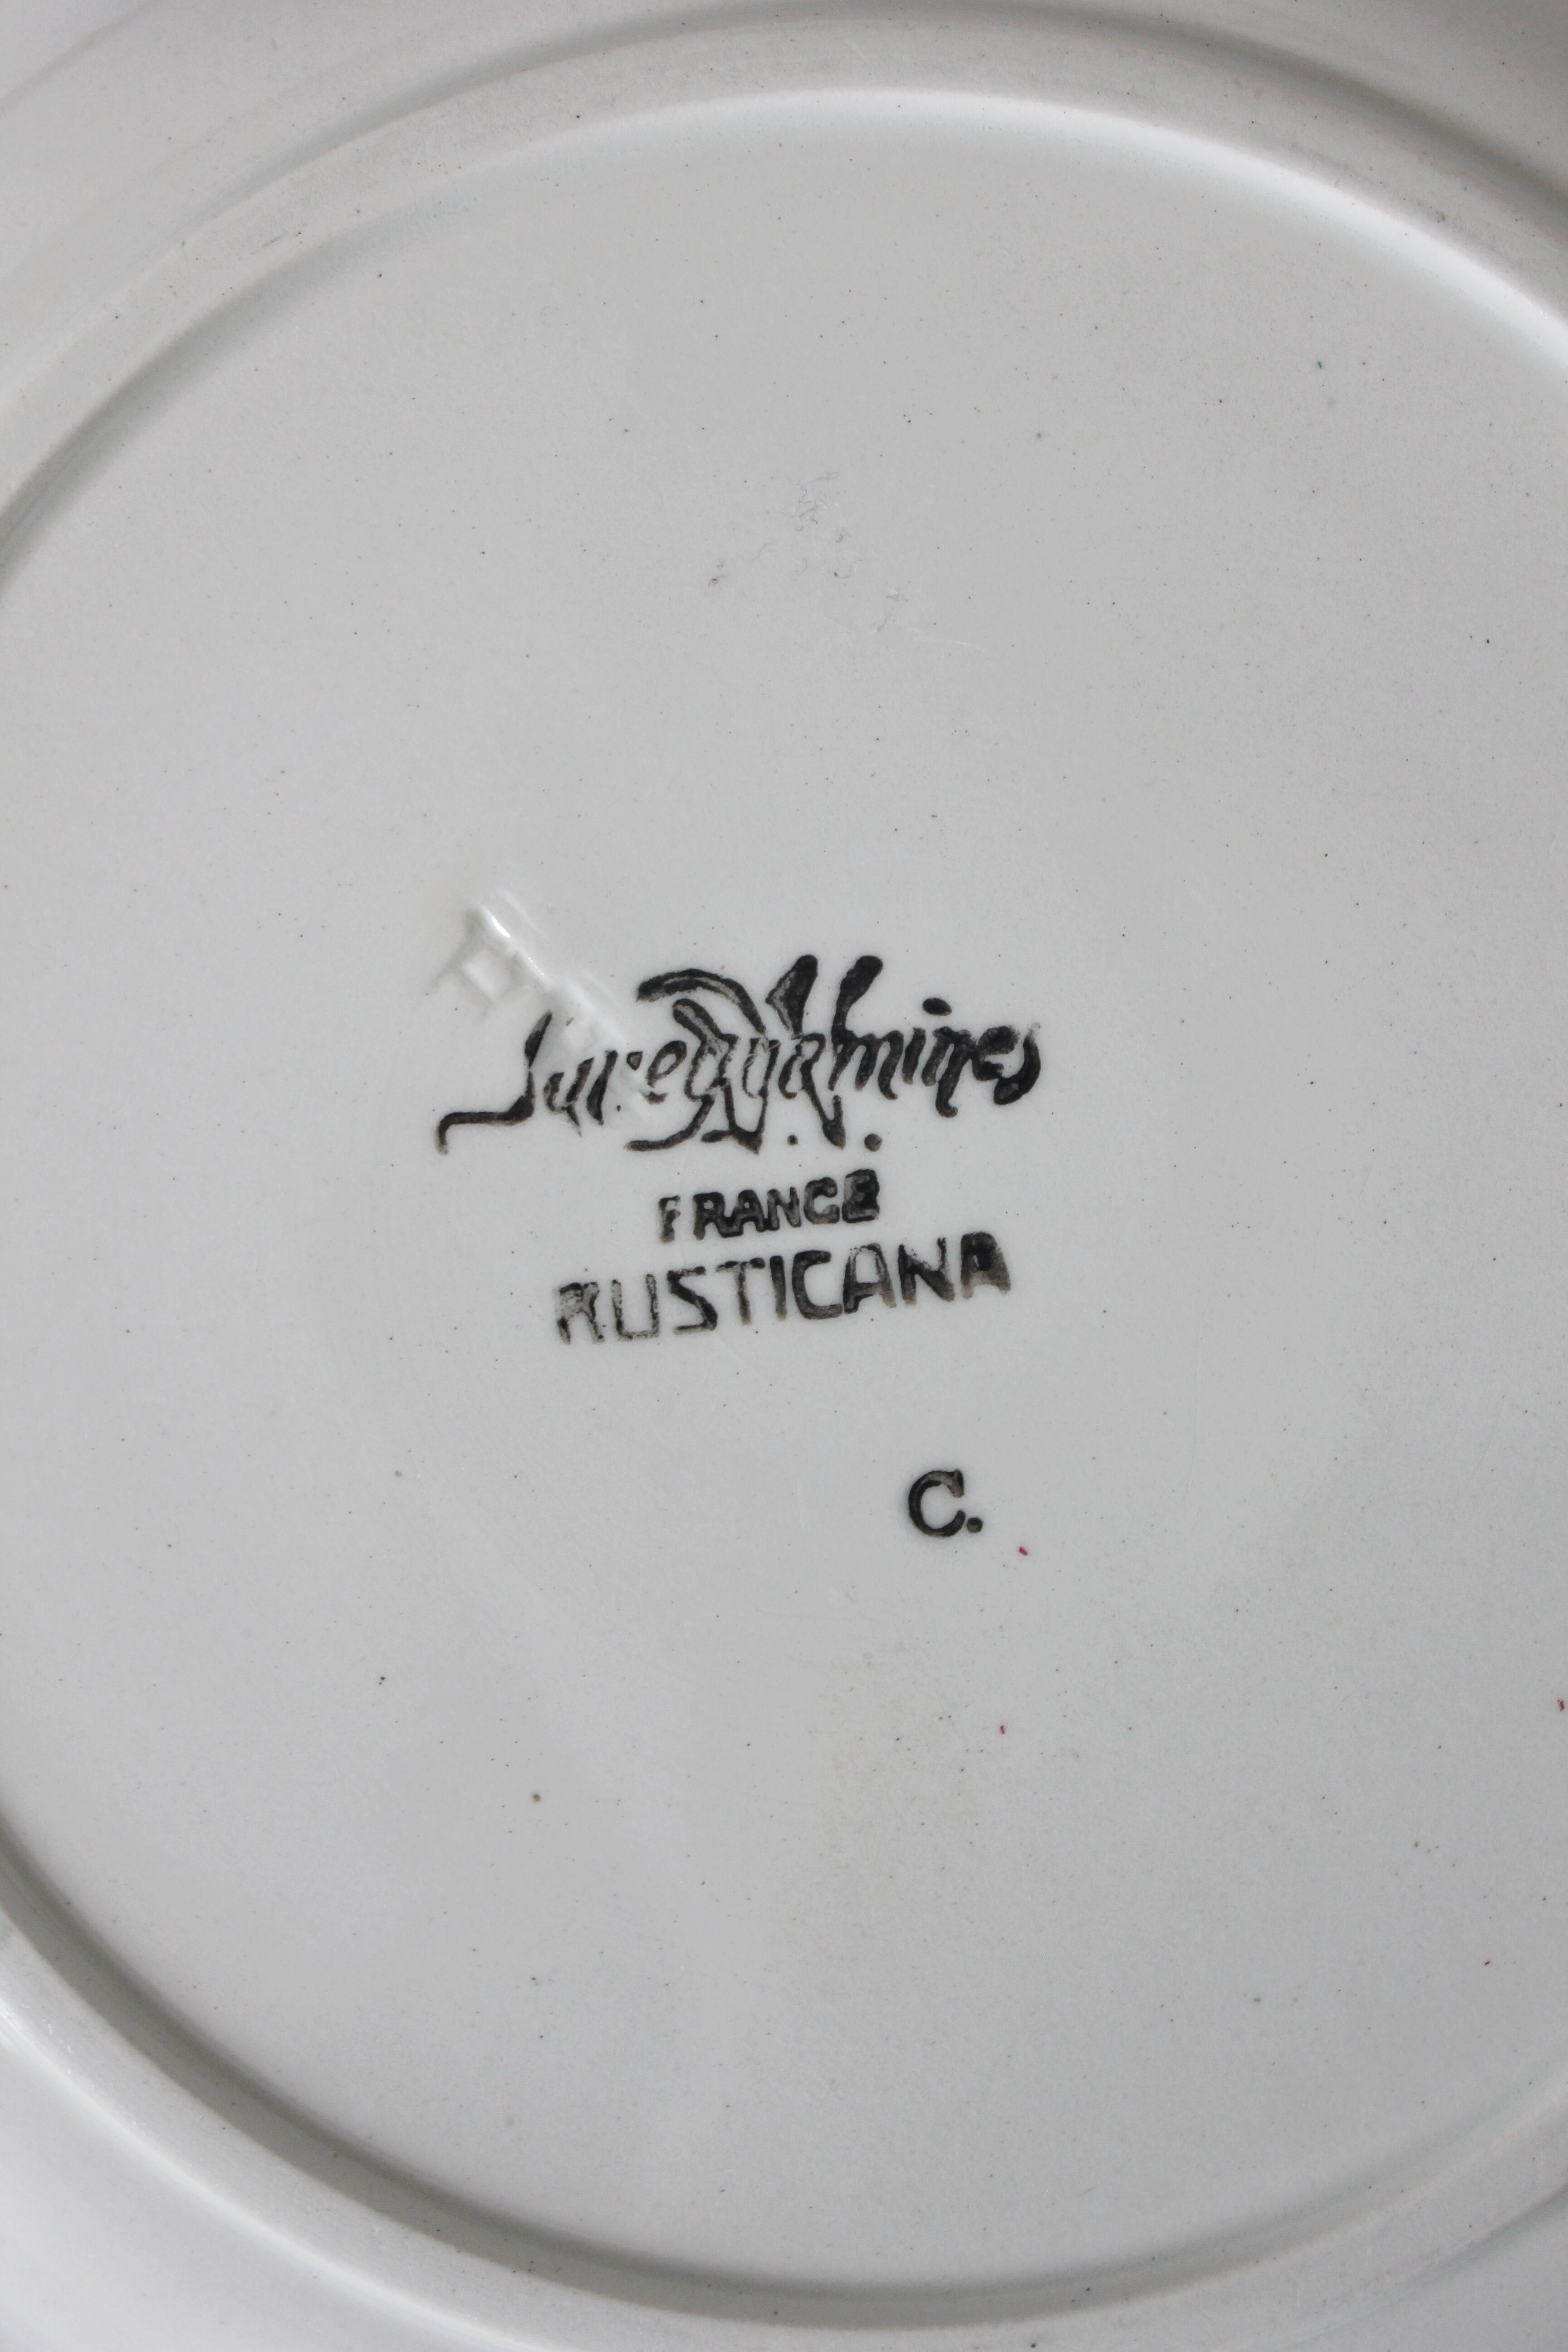 Sarreguemines
FRANCE
RUSTICANA
C.